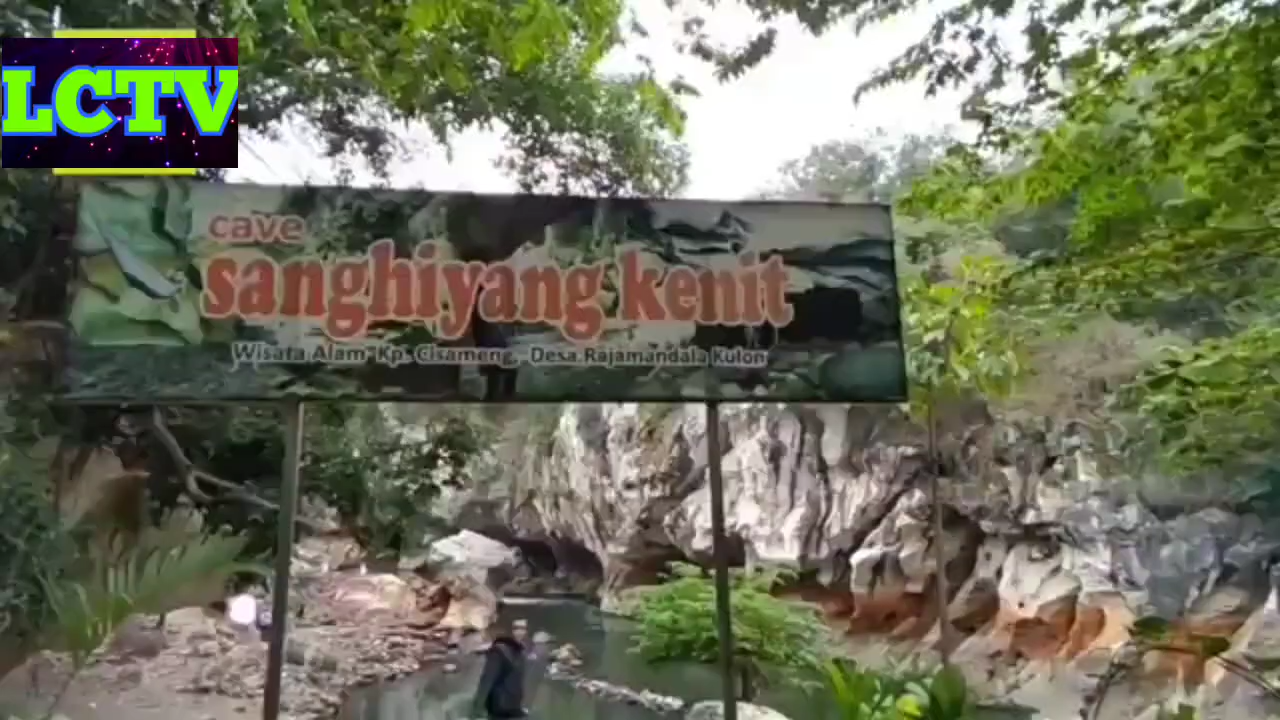 LCTV
cave
sanghiyang kenit
Wisata Alam, Kp. Cisameng, Desa Rajamandala Kulon